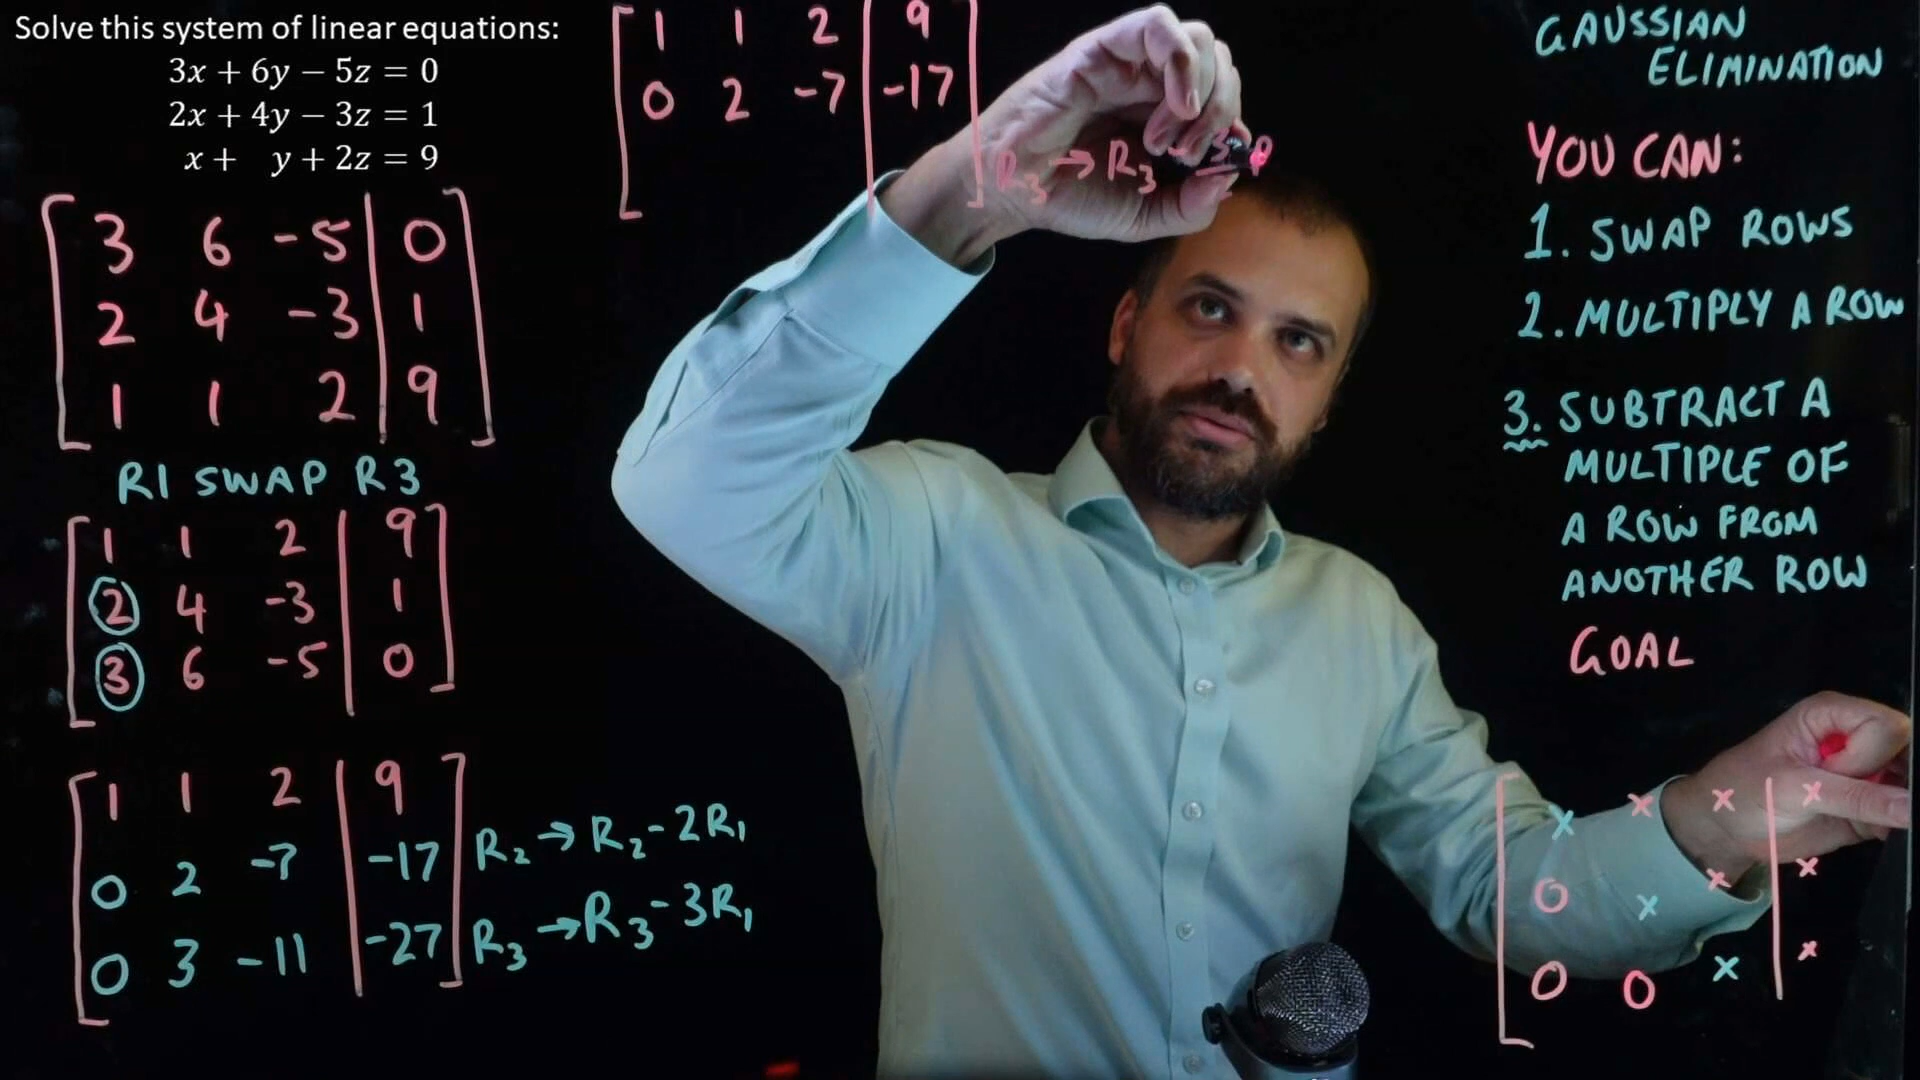 Solve this system of linear equations:
3x + 6y − 5z = 0
2x + 4y − 3z = 1
x + y + 2z = 9
3 6 -5 | 0
2 4 -3 | 1
1 1 2 | 9
R1 SWAP R3
1 1 2 | 9
2 4 -3 | 1
3 6 -5 | 0
1 1 2 | 9
0 2 -7 | -17 R2 → R2 - 2R1
0 3 -11 | -27 R3 → R3 - 3R1
1 1 2 | 9
0 2 -7 | -17
R3 → R3 -
GAUSSIAN
ELIMINATION
YOU CAN:
1. SWAP ROWS
2. MULTIPLY A ROW
3. SUBTRACT A
MULTIPLE OF
A ROW FROM
ANOTHER ROW
GOAL
x x x | x
0 x x | x
0 0 x | x